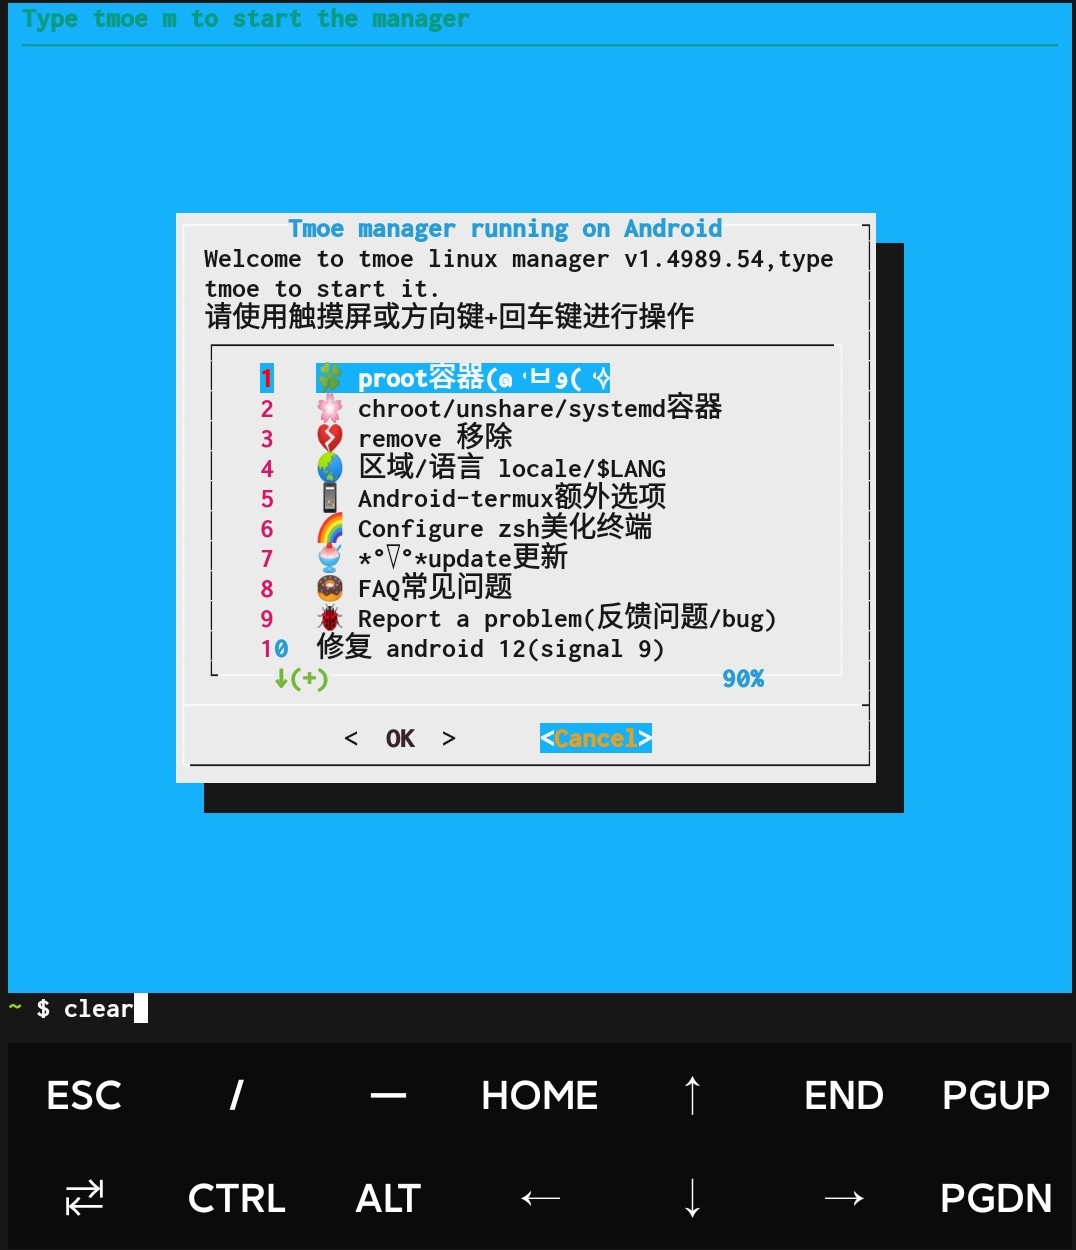 Type tmoe m to start the manager
Tmoe manager running on Android
Welcome to tmoe linux manager v1.4989.54,type
tmoe to start it.
请使用触摸屏或方向键+回车键进行操作
1 🍀 proot容器(๑•̀ㅂ•́)و✧
2 🌸 chroot/unshare/systemd容器
3 💔 remove 移除
4 🌏 区域/语言 locale/$LANG
5 📱 Android-termux额外选项
6 🌈 Configure zsh美化终端
7 🍧 *°▽°*update更新
8 🍩 FAQ常见问题
9 🐞 Report a problem(反馈问题/bug)
10 修复 android 12(signal 9)
↓(+) 90%
< OK > <Cancel>
~ $ clear
ESC / — HOME ↑ END PGUP
⇄ CTRL ALT ← ↓ → PGDN